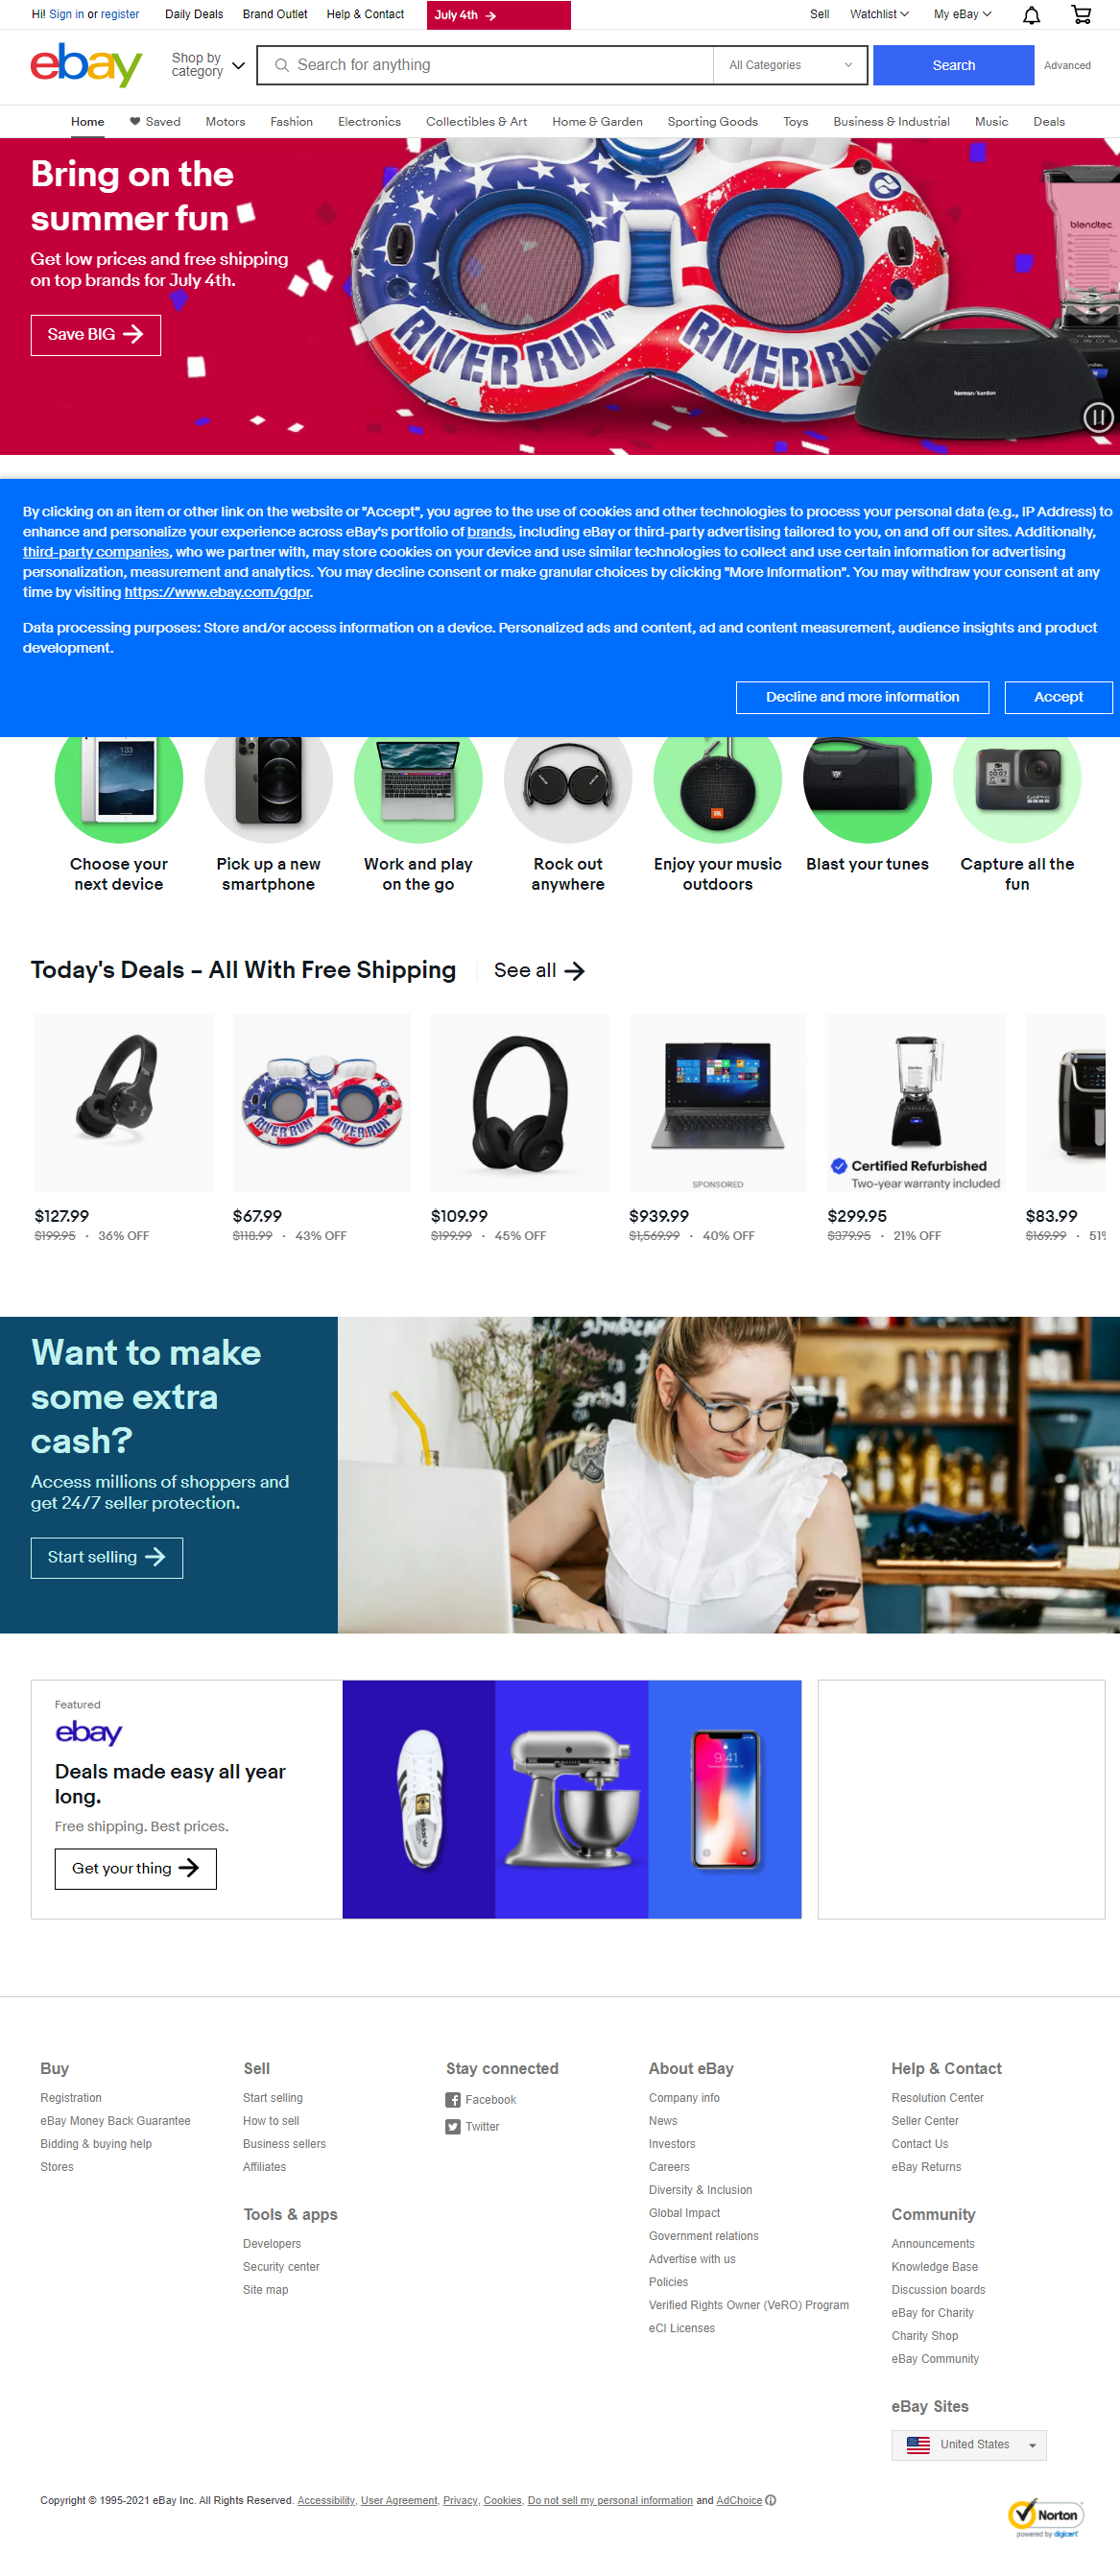 Hi! Sign in or register
Daily Deals
Brand Outlet
Help & Contact
July 4th
Sell
Watchlist
My eBay
ebay
Shop by
category
Search for anything
All Categories
Search
Advanced
Home
Saved
Motors
Fashion
Electronics
Collectibles & Art
Home & Garden
Sporting Goods
Toys
Business & Industrial
Music
Deals
Bring on the
summer fun
Get low prices and free shipping
on top brands for July 4th.
Save BIG
RIVER RUN™
RIVER RUN™
blendtec
harman/kardon
By clicking on an item or other link on the website or "Accept", you agree to the use of cookies and other technologies to process your personal data (e.g., IP Address) to
enhance and personalize your experience across eBay's portfolio of brands, including eBay or third-party advertising tailored to you, on and off our sites. Additionally,
third-party companies, who we partner with, may store cookies on your device and use similar technologies to collect and use certain information for advertising
personalization, measurement and analytics. You may decline consent or make granular choices by clicking "More Information". You may withdraw your consent at any
time by visiting https://www.ebay.com/gdpr.
Data processing purposes: Store and/or access information on a device. Personalized ads and content, ad and content measurement, audience insights and product
development.
Decline and more information
Accept
1:33
SONY
SONY
JBL
00:07
GoPro
Choose your
next device
Pick up a new
smartphone
Work and play
on the go
Rock out
anywhere
Enjoy your music
outdoors
Blast your tunes
Capture all the
fun
Today's Deals – All With Free Shipping
See all
RIVER RUN
RIVER RUN
SPONSORED
Certified Refurbished
Two-year warranty included
$127.99
$199.95 · 36% OFF
$67.99
$118.99 · 43% OFF
$109.99
$199.99 · 45% OFF
$939.99
$1,569.99 · 40% OFF
$299.95
$379.95 · 21% OFF
$83.99
$169.99 · 51%
Want to make
some extra
cash?
Access millions of shoppers and
get 24/7 seller protection.
Start selling
Featured
ebay
Deals made easy all year
long.
Free shipping. Best prices.
Get your thing
9:41
Buy
Registration
eBay Money Back Guarantee
Bidding & buying help
Stores
Sell
Start selling
How to sell
Business sellers
Affiliates
Tools & apps
Developers
Security center
Site map
Stay connected
Facebook
Twitter
About eBay
Company info
News
Investors
Careers
Diversity & Inclusion
Global Impact
Government relations
Advertise with us
Policies
Verified Rights Owner (VeRO) Program
eCI Licenses
Help & Contact
Resolution Center
Seller Center
Contact Us
eBay Returns
Community
Announcements
Knowledge Base
Discussion boards
eBay for Charity
Charity Shop
eBay Community
eBay Sites
United States
Copyright © 1995-2021 eBay Inc. All Rights Reserved. Accessibility, User Agreement, Privacy, Cookies, Do not sell my personal information and AdChoice
Norton
powered by digicert